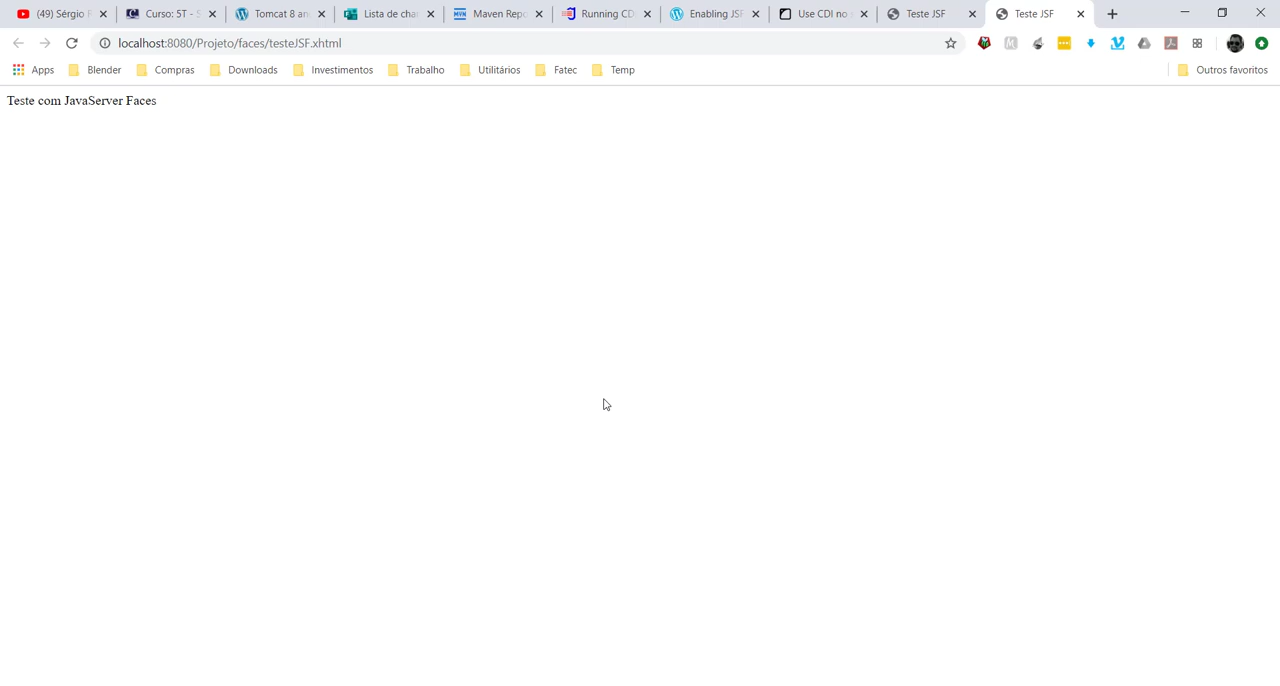 (49) Sérgio F
Curso: 5T - 5
Tomcat 8 an
Lista de cha
Maven Repo
Running CD
Enabling JSF
Use CDI no
Teste JSF
Teste JSF
localhost:8080/Projeto/faces/testeJSF.xhtml
Apps Blender Compras Downloads Investimentos Trabalho Utilitários Fatec Temp Outros favoritos
Teste com JavaServer Faces